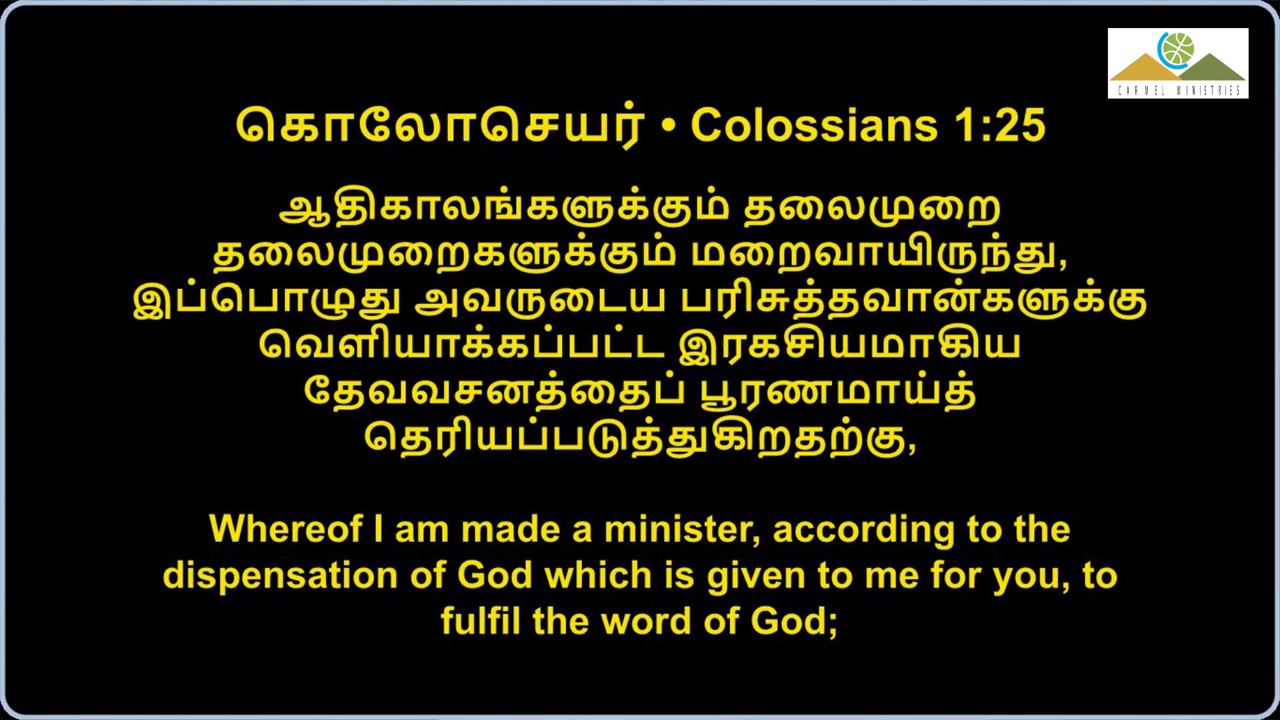 CARMEL MINISTRIES
கொலோசெயர் • Colossians 1:25
ஆதிகாலங்களுக்கும் தலைமுறை
தலைமுறைகளுக்கும் மறைவாயிருந்து,
இப்பொழுது அவருடைய பரிசுத்தவான்களுக்கு
வெளியாக்கப்பட்ட இரகசியமாகிய
தேவவசனத்தைப் பூரணமாய்த்
தெரியப்படுத்துகிறதற்கு,
Whereof I am made a minister, according to the
dispensation of God which is given to me for you, to
fulfil the word of God;